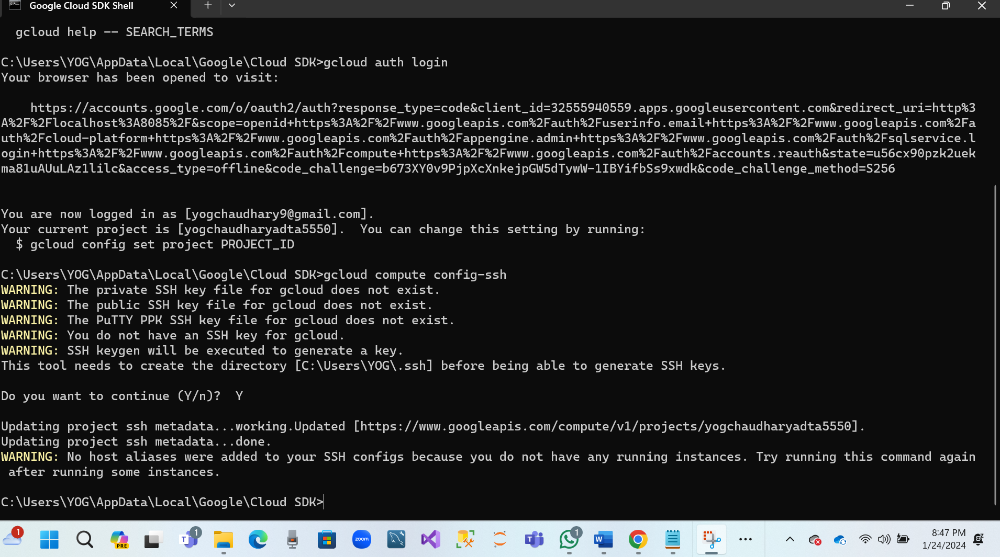 Google Cloud SDK Shell
gcloud help -- SEARCH_TERMS
C:\Users\YOG\AppData\Local\Google\Cloud SDK>gcloud auth login
Your browser has been opened to visit:
https://accounts.google.com/o/oauth2/auth?response_type=code&client_id=32555940559.apps.googleusercontent.com&redirect_uri=http%3
A%2F%2Flocalhost%3A8085%2F&scope=openid+https%3A%2F%2Fwww.googleapis.com%2Fauth%2Fuserinfo.email+https%3A%2F%2Fwww.googleapis.com%2Fa
uth%2Fcloud-platform+https%3A%2F%2Fwww.googleapis.com%2Fauth%2Fappengine.admin+https%3A%2F%2Fwww.googleapis.com%2Fauth%2Fsqlservice.l
ogin+https%3A%2F%2Fwww.googleapis.com%2Fauth%2Fcompute+https%3A%2F%2Fwww.googleapis.com%2Fauth%2Faccounts.reauth&state=u56cx90pzk2uek
ma81uAUuLAz1lilc&access_type=offline&code_challenge=b673XY0v9PjpXcXnkejpGW5dTywW-1IBYifbSs9xwdk&code_challenge_method=S256
You are now logged in as [yogchaudhary9@gmail.com].
Your current project is [yogchaudharyadta5550].  You can change this setting by running:
$ gcloud config set project PROJECT_ID
C:\Users\YOG\AppData\Local\Google\Cloud SDK>gcloud compute config-ssh
WARNING: The private SSH key file for gcloud does not exist.
WARNING: The public SSH key file for gcloud does not exist.
WARNING: The PuTTY PPK SSH key file for gcloud does not exist.
WARNING: You do not have an SSH key for gcloud.
WARNING: SSH keygen will be executed to generate a key.
This tool needs to create the directory [C:\Users\YOG\.ssh] before being able to generate SSH keys.
Do you want to continue (Y/n)?  Y
Updating project ssh metadata...working.Updated [https://www.googleapis.com/compute/v1/projects/yogchaudharyadta5550].
Updating project ssh metadata...done.
WARNING: No host aliases were added to your SSH configs because you do not have any running instances. Try running this command again
after running some instances.
C:\Users\YOG\AppData\Local\Google\Cloud SDK>
1
PRE
T
1
zoom
T
1
W
8:47 PM
1/24/2024